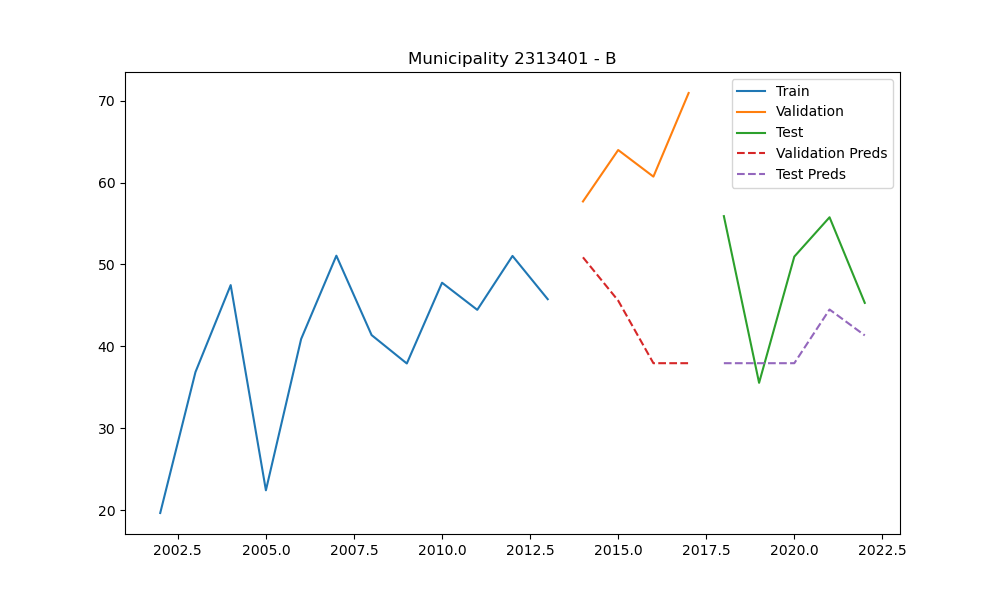 Municipality 2313401 - B
70
60
50
40
30
20
2002.5 2005.0 2007.5 2010.0 2012.5 2015.0 2017.5 2020.0 2022.5
Train
Validation
Test
Validation Preds
Test Preds